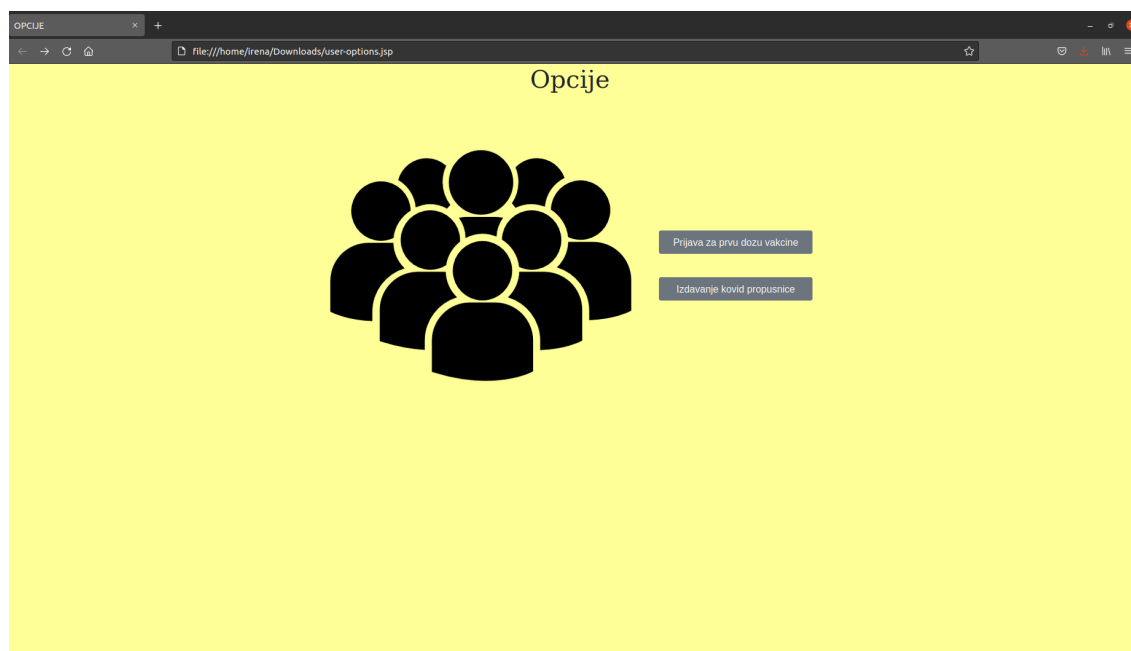 OPCIJE
file:///home/irena/Downloads/user-options.jsp
Opcije
Prijava za prvu dozu vakcine
Izdavanje kovid propusnice